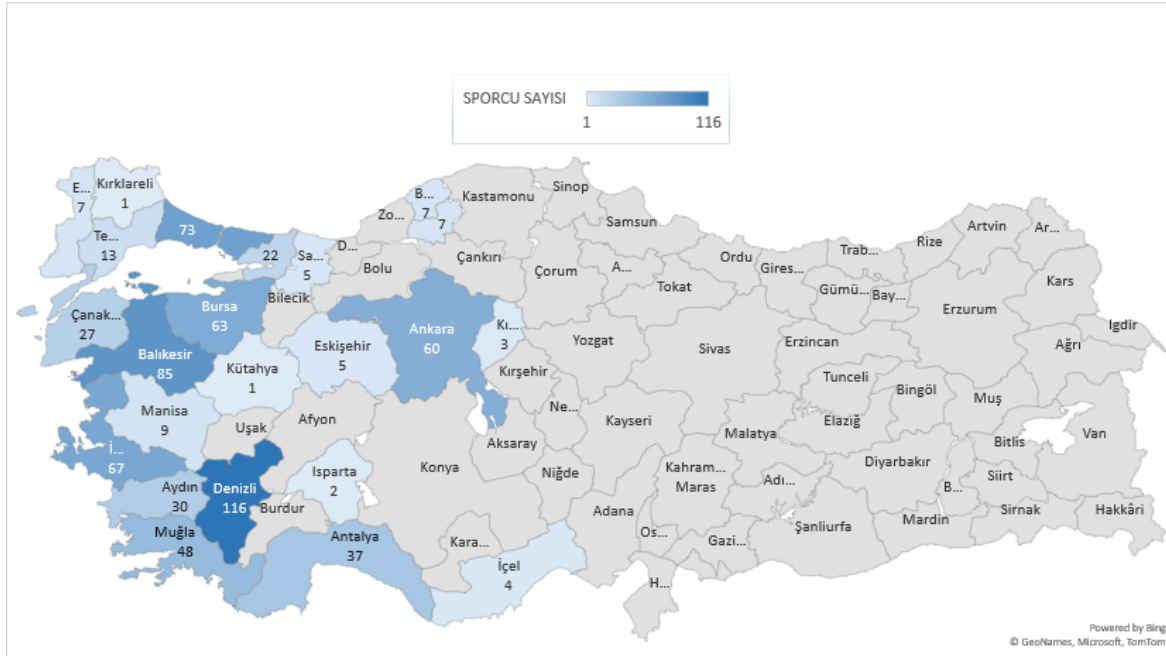 SPORCU SAYISI
1 116
E...
7
Kırklareli
1
Te...
13
73
22
Sa...
5
D...
Bolu
Zo...
B...
7
7
Kastamonu
Sinop
Samsun
Çankırı
Çorum
A...
Tokat
Ordu
Gires...
Trab...
Gümü...
Bay...
Rize
Artvin
Ar...
Kars
Igdir
Erzurum
Ağrı
Çanak...
27
Bursa
63
Bilecik
Balıkesir
85
Kütahya
1
Eskişehir
5
Ankara
60
Kı...
3
Kırşehir
Yozgat
Sivas
Erzincan
Tunceli
Bingöl
Muş
Elazığ
Bitlis
Van
Manisa
9
Uşak
Afyon
İ...
67
Aydın
30
Denizli
116
Isparta
2
Burdur
Muğla
48
Antalya
37
Konya
Aksaray
Ne...
Kayseri
Niğde
Malatya
Kahram...
Maras
Adı...
Diyarbakır
B...
Siirt
Sirnak
Hakkâri
Mardin
Şanliurfa
Gazi...
Os...
Adana
Kara...
İçel
4
H...
Powered by Bing
© GeoNames, Microsoft, TomTom